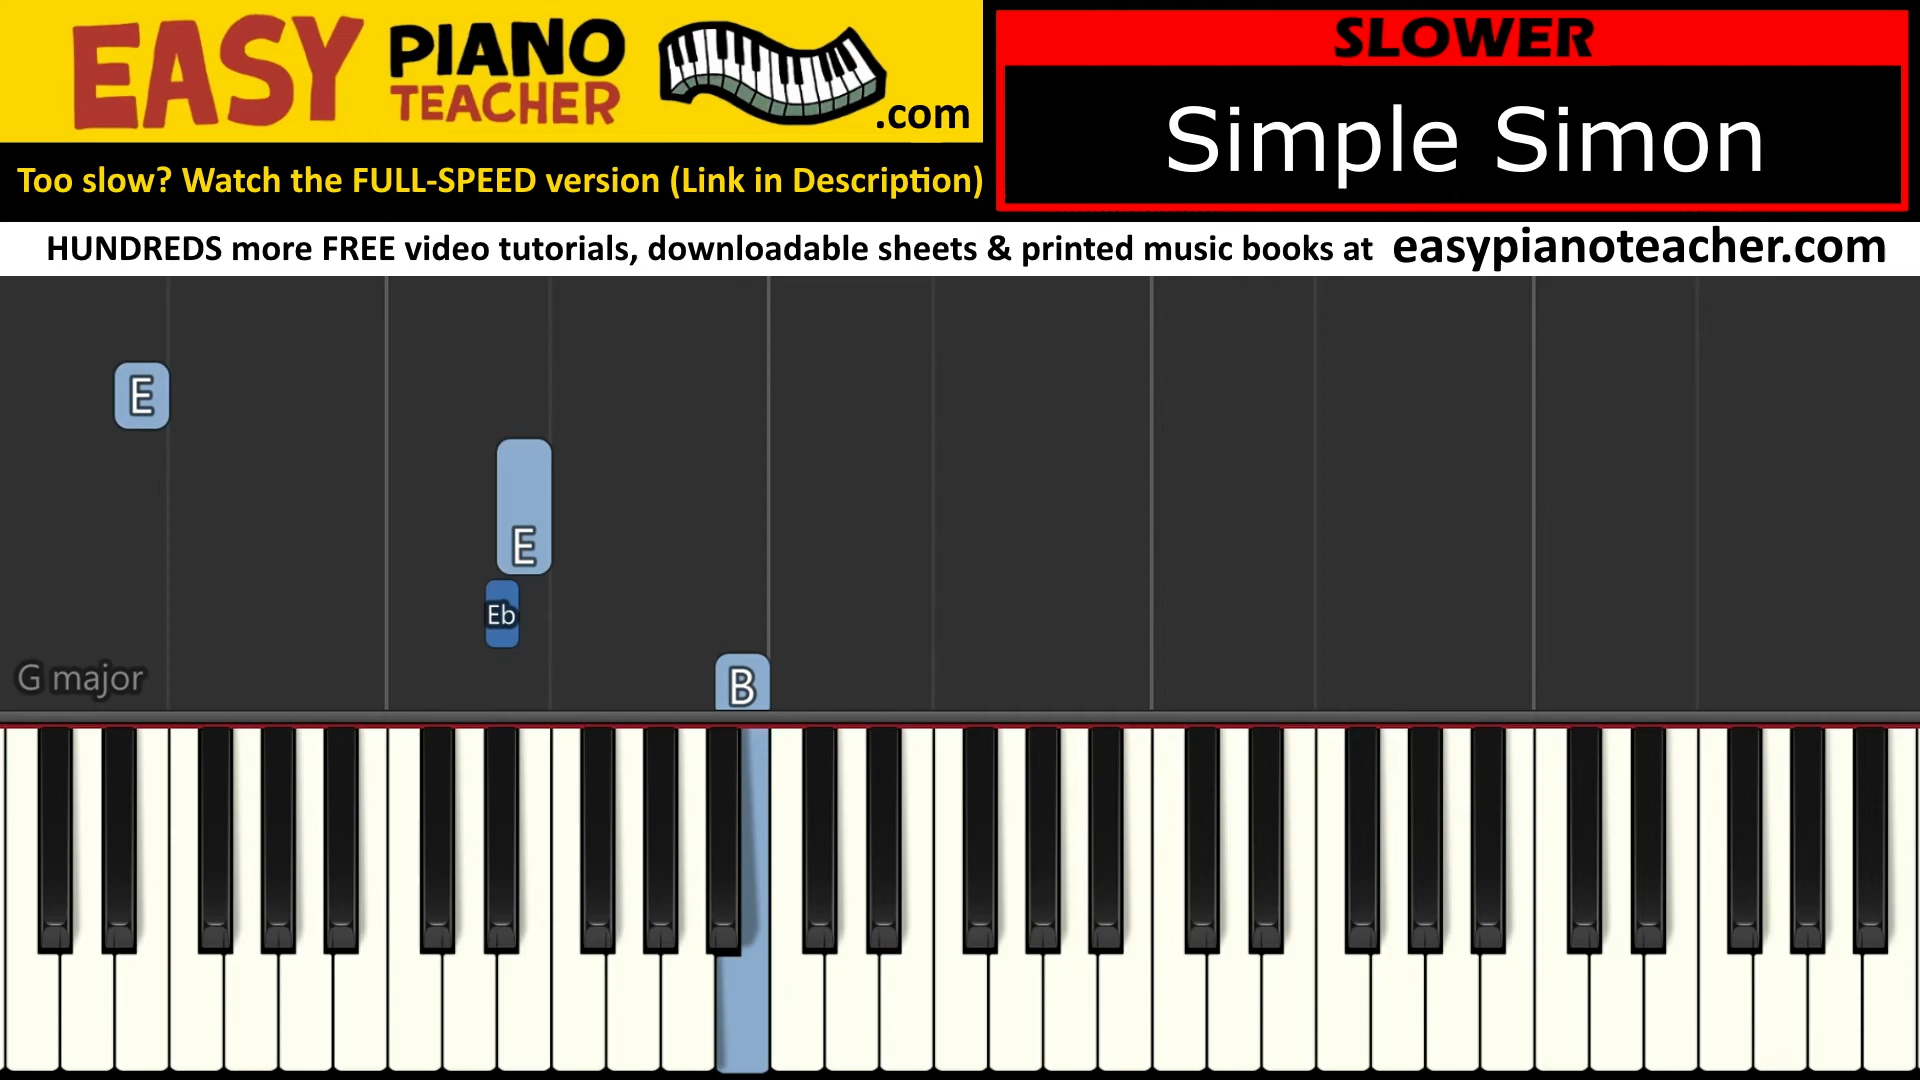 EASY PIANO TEACHER .com
SLOWER
Simple Simon
Too slow? Watch the FULL-SPEED version (Link in Description)
HUNDREDS more FREE video tutorials, downloadable sheets & printed music books at easypianoteacher.com
E
E
Eb
G major
B